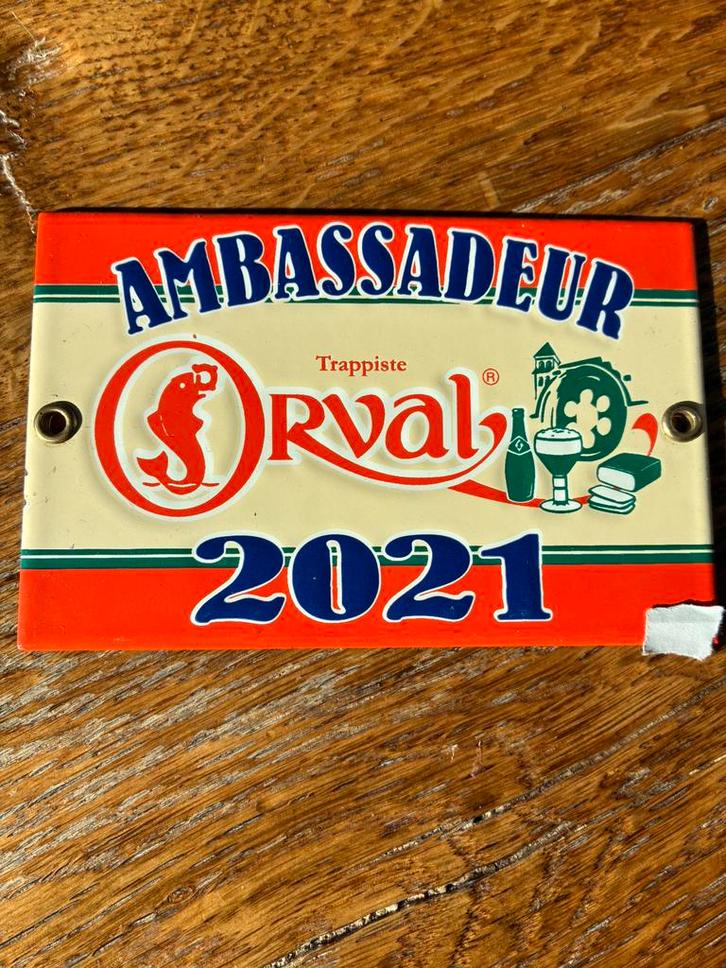 AMBASSADEUR
Trappiste
ORVal®
2021